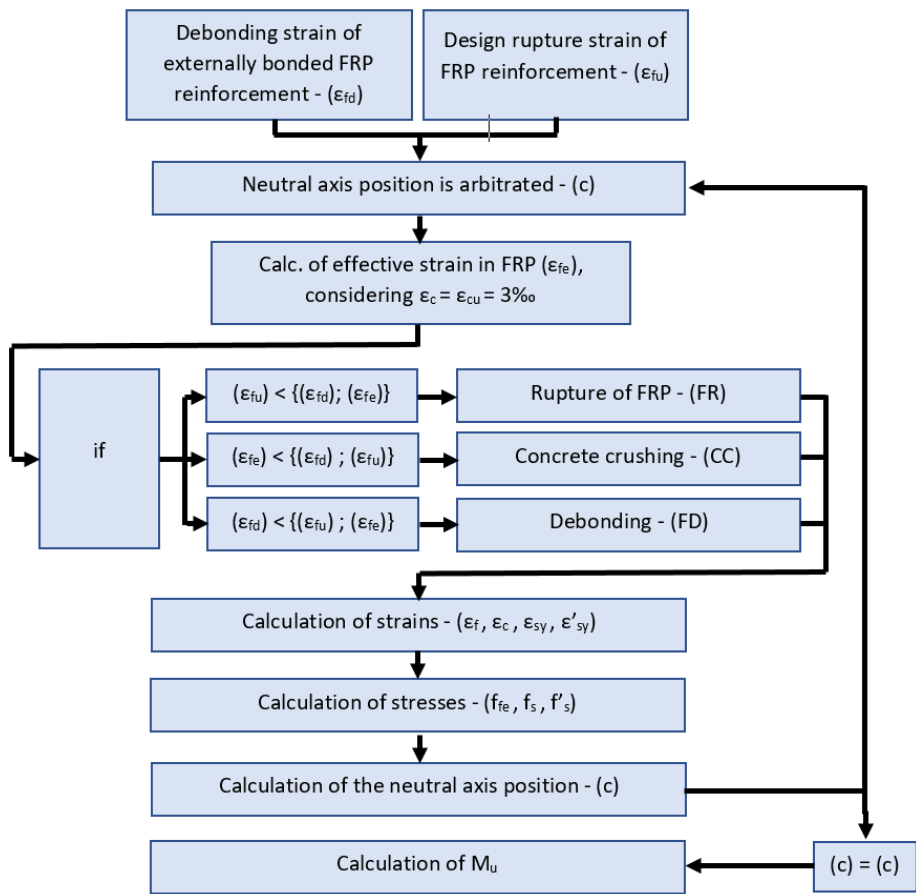 Debonding strain of
externally bonded FRP
reinforcement - (εfd)
Design rupture strain of
FRP reinforcement - (εfu)
Neutral axis position is arbitrated - (c)
Calc. of effective strain in FRP (εfe),
considering εc = εcu = 3‰
if
(εfu) < {(εfd); (εfe)}
Rupture of FRP - (FR)
(εfe) < {(εfd) ; (εfu)}
Concrete crushing - (CC)
(εfd) < {(εfu) ; (εfe)}
Debonding - (FD)
Calculation of strains - (εf , εc , εsy , ε’sy)
Calculation of stresses - (ffe , fs , f’s)
Calculation of the neutral axis position - (c)
Calculation of Mu
(c) = (c)